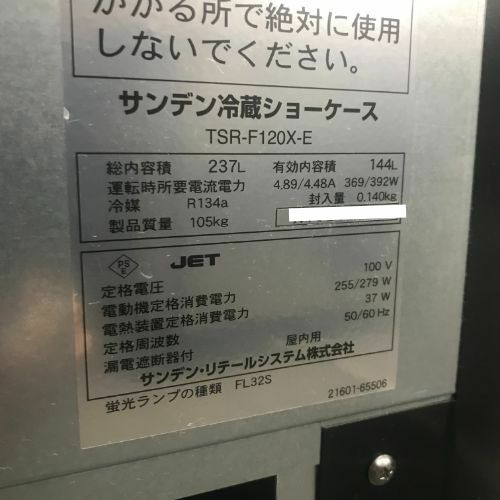 かかる所で絶対に使用
しないでください。
サンデン冷蔵ショーケース
TSR-F120X-E
総内容積 237L 有効内容積 144L
運転時所要電流電力 4.89/4.48A 369/392W
冷媒 R134a 封入量 0.140kg
製品質量 105kg
PS
E
JET
定格電圧 100 V
電動機定格消費電力 255/279 W
電熱装置定格消費電力 37 W
定格周波数 50/60 Hz
漏電遮断器付 屋内用
サンデン・リテールシステム株式会社
蛍光ランプの種類 FL32S 21601-65506